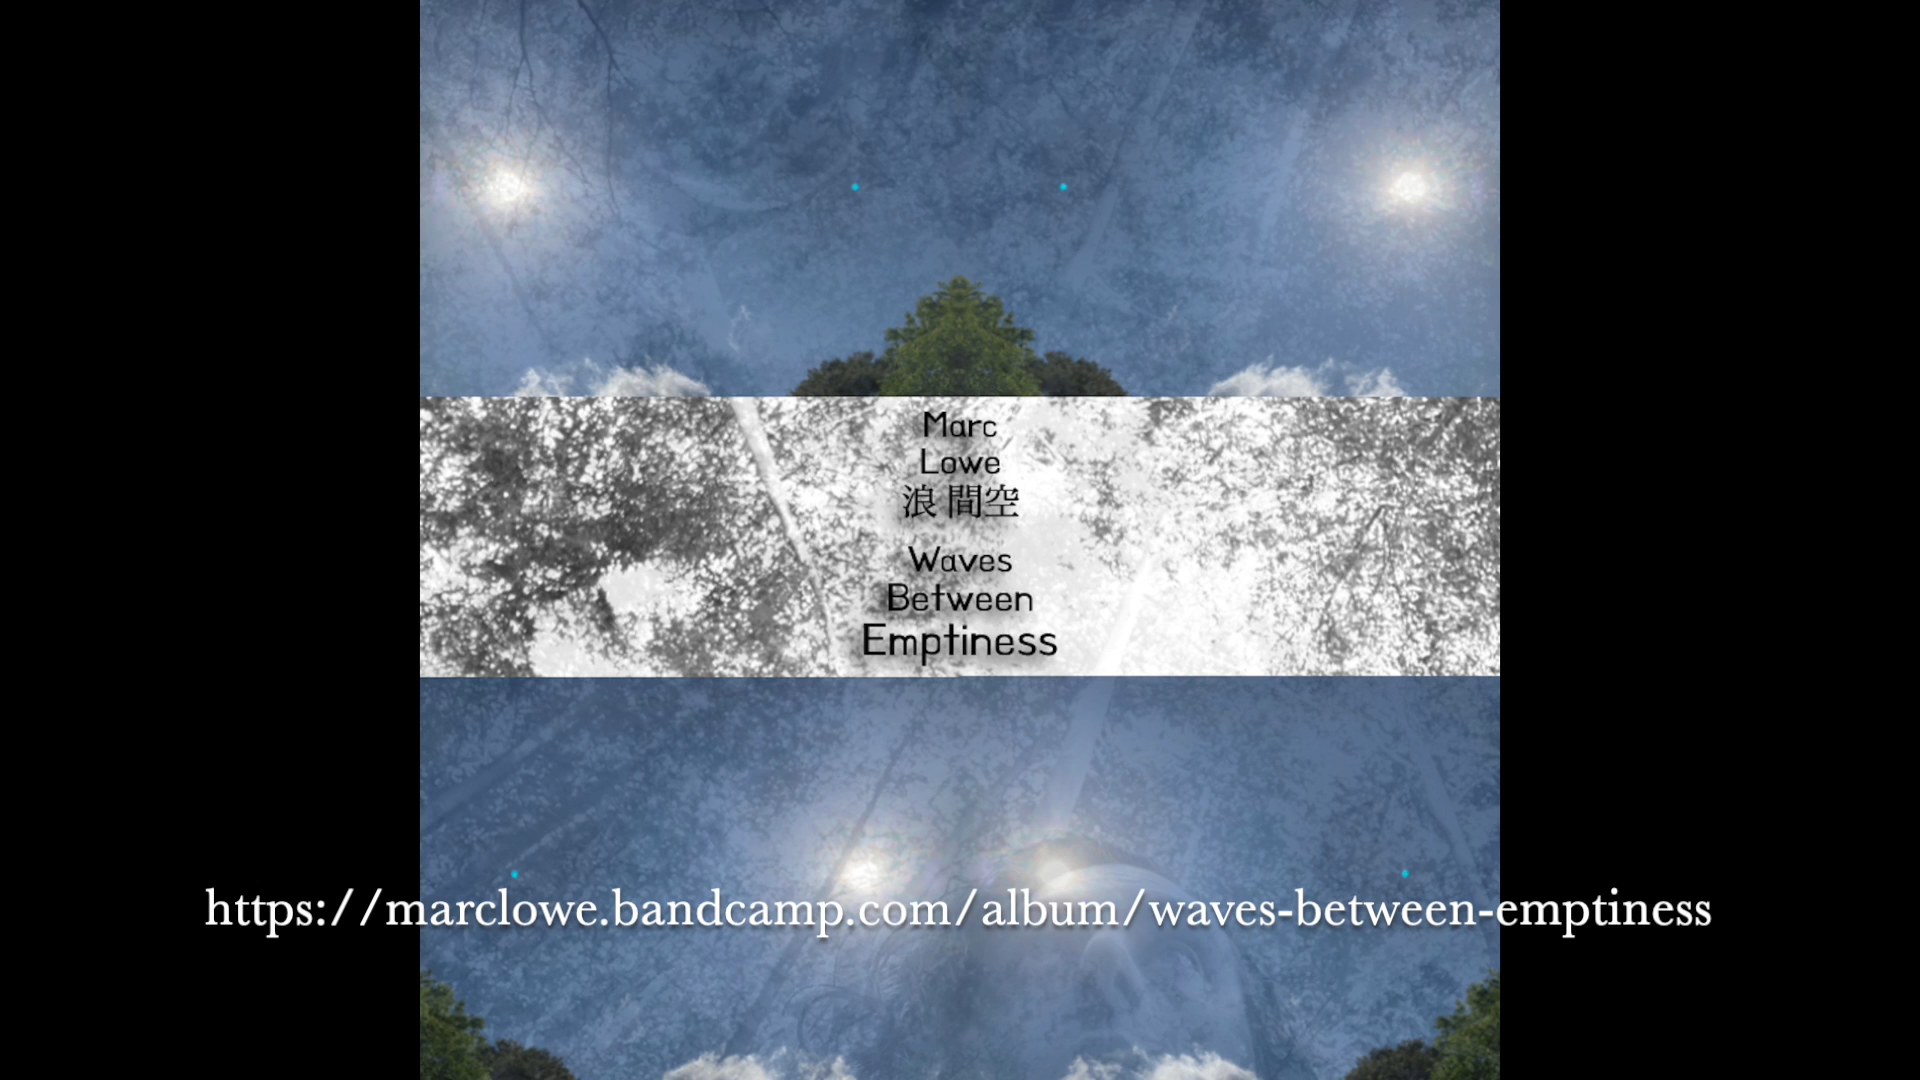 Marc
Lowe
浪 間空
Waves
Between
Emptiness
https://marclowe.bandcamp.com/album/waves-between-emptiness